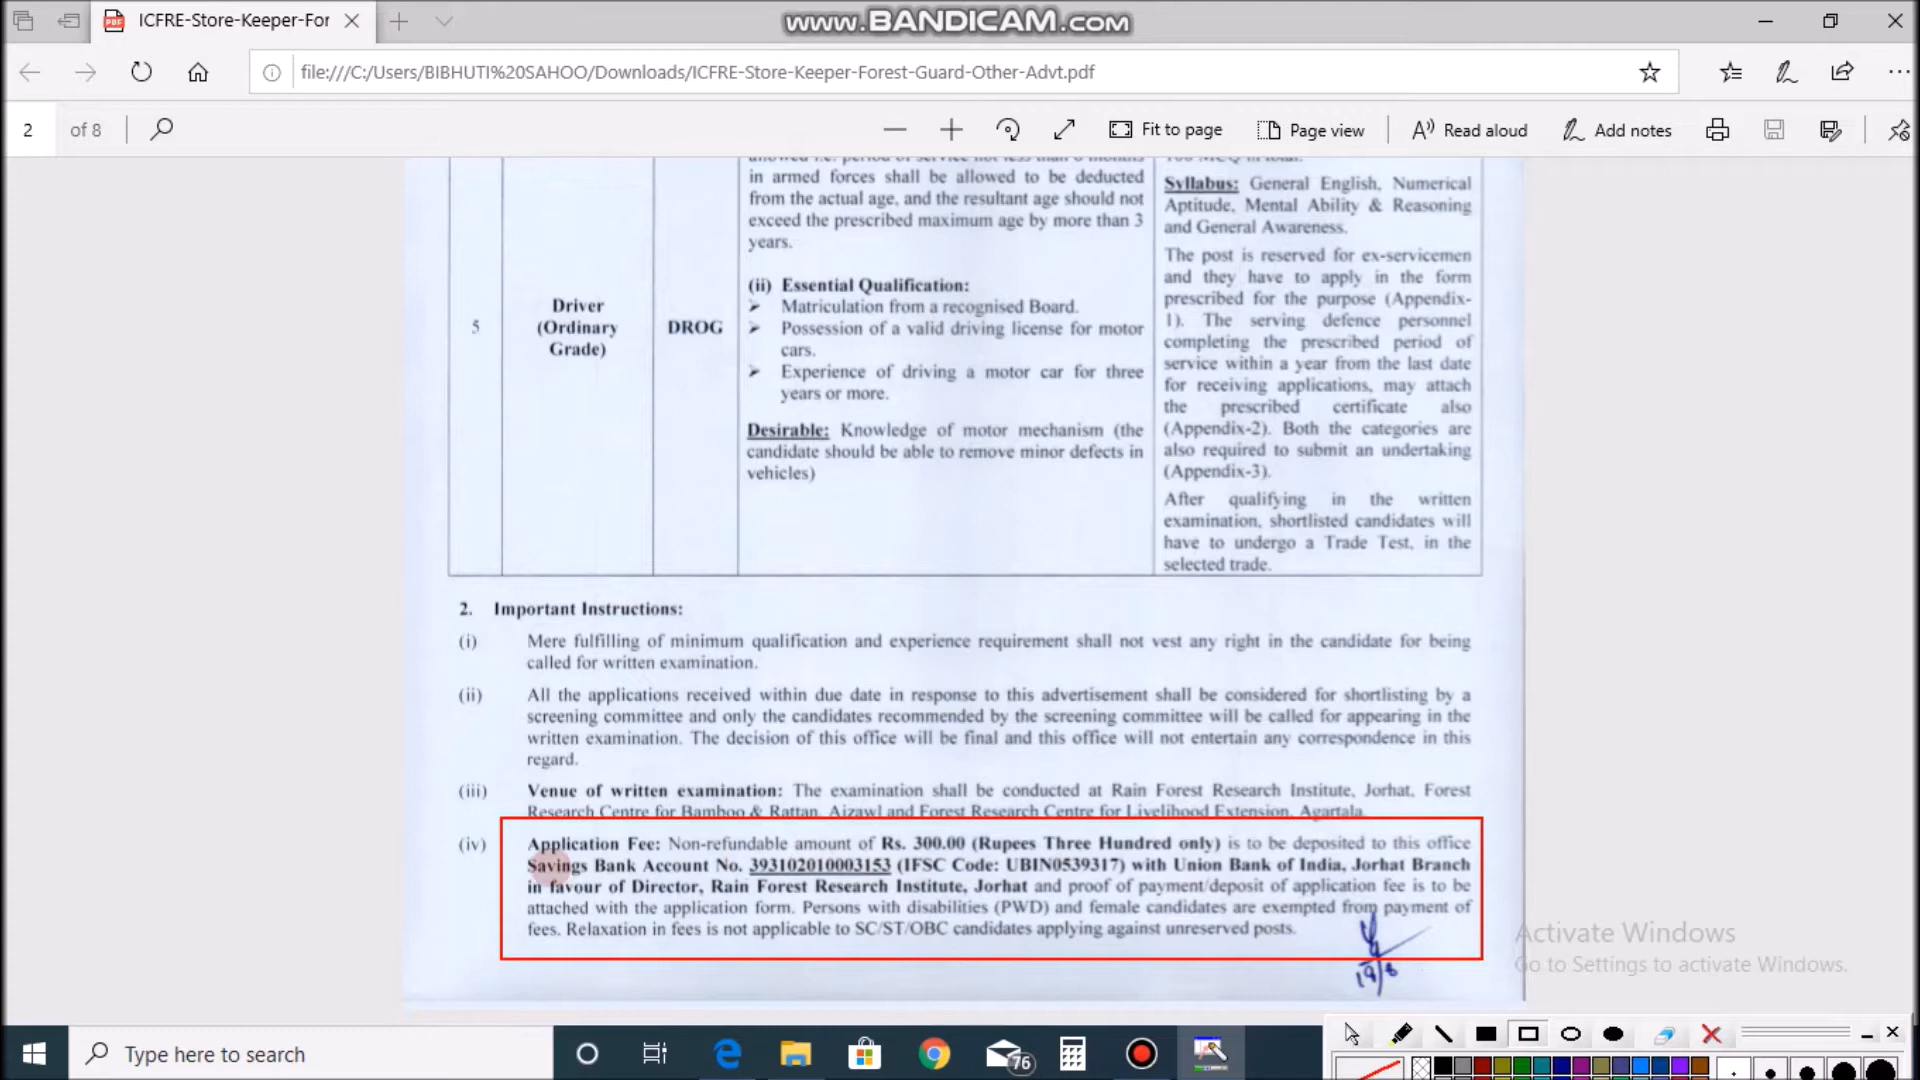 ICFRE-Store-Keeper-For
www.BANDICAM.com
file:///C:/Users/BIBHUTI%20SAHOO/Downloads/ICFRE-Store-Keeper-Forest-Guard-Other-Advt.pdf
2 of 8
Fit to page
Page view
Read aloud
Add notes
5
Driver
(Ordinary
Grade)
DROG
in armed forces shall be allowed to be deducted
from the actual age, and the resultant age should not
exceed the prescribed maximum age by more than 3
years.
(ii) Essential Qualification:
➢ Matriculation from a recognised Board.
➢ Possession of a valid driving license for motor
cars.
➢ Experience of driving a motor car for three
years or more.
Desirable: Knowledge of motor mechanism (the
candidate should be able to remove minor defects in
vehicles)
Syllabus: General English, Numerical
Aptitude, Mental Ability & Reasoning
and General Awareness.
The post is reserved for ex-servicemen
and they have to apply in the form
prescribed for the purpose (Appendix-
1). The serving defence personnel
completing the prescribed period of
service within a year from the last date
for receiving applications, may attach
the prescribed certificate also
(Appendix-2). Both the categories are
also required to submit an undertaking
(Appendix-3).
After qualifying in the written
examination, shortlisted candidates will
have to undergo a Trade Test, in the
selected trade.
2. Important Instructions:
(i) Mere fulfilling of minimum qualification and experience requirement shall not vest any right in the candidate for being
called for written examination.
(ii) All the applications received within due date in response to this advertisement shall be considered for shortlisting by a
screening committee and only the candidates recommended by the screening committee will be called for appearing in the
written examination. The decision of this office will be final and this office will not entertain any correspondence in this
regard.
(iii) Venue of written examination: The examination shall be conducted at Rain Forest Research Institute, Jorhat, Forest
Research Centre for Bamboo & Rattan, Aizawl and Forest Research Centre for Livelihood Extension, Agartala.
(iv) Application Fee: Non-refundable amount of Rs. 300.00 (Rupees Three Hundred only) is to be deposited to this office
Savings Bank Account No. 393102010003153 (IFSC Code: UBIN0539317) with Union Bank of India, Jorhat Branch
in favour of Director, Rain Forest Research Institute, Jorhat and proof of payment/deposit of application fee is to be
attached with the application form. Persons with disabilities (PWD) and female candidates are exempted from payment of
fees. Relaxation in fees is not applicable to SC/ST/OBC candidates applying against unreserved posts.
19/8
Activate Windows
Go to Settings to activate Windows.
Type here to search
76